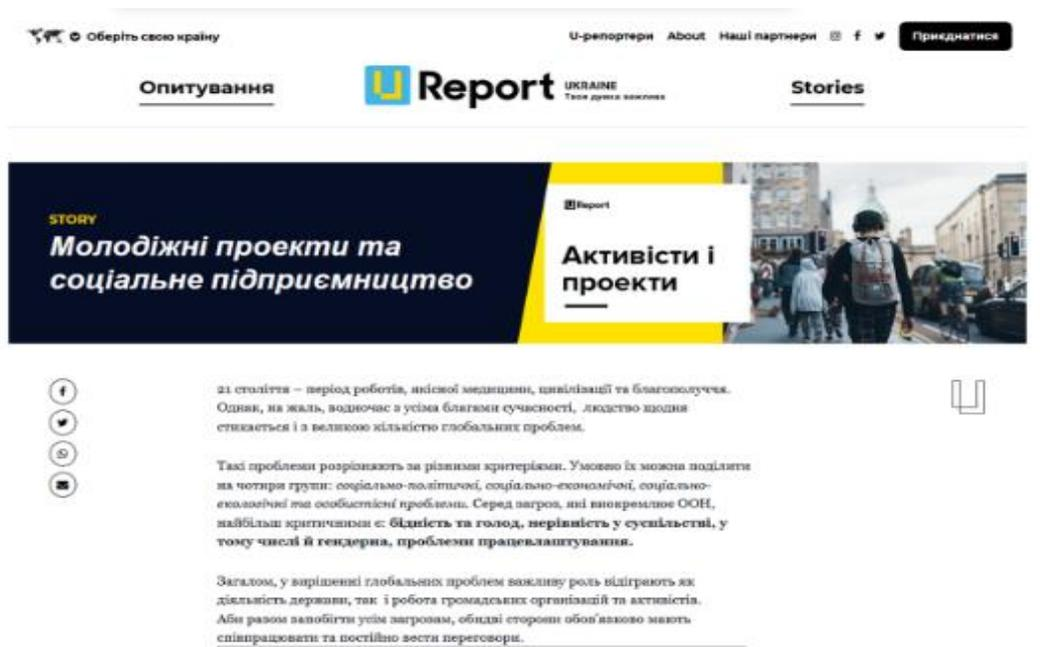 Оберіть свою країну
U-репортери About Наші партнери Приєднатися
Опитування
U Report UKRAINE
Твоя думка важлива
Stories
STORY
Молодіжні проекти та
соціальне підприємництво
U Report
Активісти і
проекти
21 століття – період роботів, якісної медицини, цивілізації та благополуччя.
Однак, на жаль, водночас з усіма благами сучасності, людство щодня
стикається і з великою кількістю глобальних проблем.
Такі проблеми розрізняють за різними критеріями. Умовно їх можна поділити
на чотири групи: соціально-політичні, соціально-економічні, соціально-
екологічні та особистісні проблеми. Серед загроз, які виокремлює ООН,
найбільш критичними є: бідність та голод, нерівність у суспільстві, у
тому числі й гендерна, проблеми працевлаштування.
Загалом, у вирішенні глобальних проблем важливу роль відіграють як
діяльність держави, так і робота громадських організацій та активістів.
Аби разом запобігти усім загрозам, обидві сторони обов'язково мають
співпрацювати та постійно вести переговори.